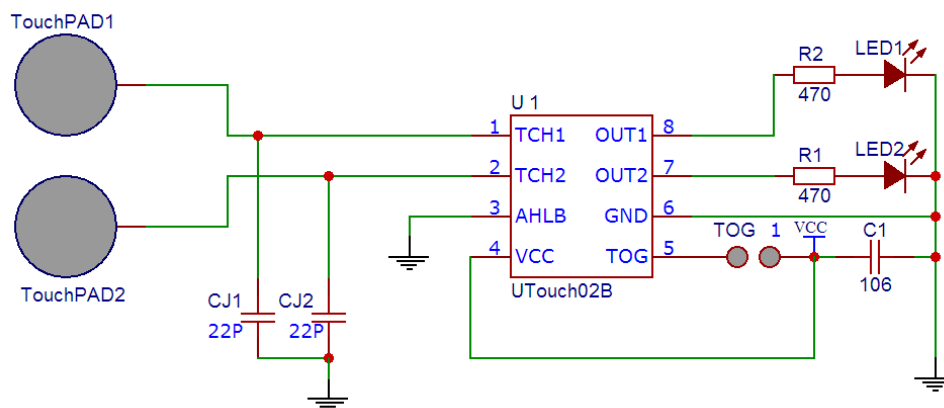 TouchPAD1
TouchPAD2
CJ1
22P
CJ2
22P
U 1
1 TCH1 OUT1 8
2 TCH2 OUT2 7
3 AHLB GND 6
4 VCC TOG 5
UTouch02B
R2
470
LED1
R1
470
LED2
TOG 1
VCC
C1
106